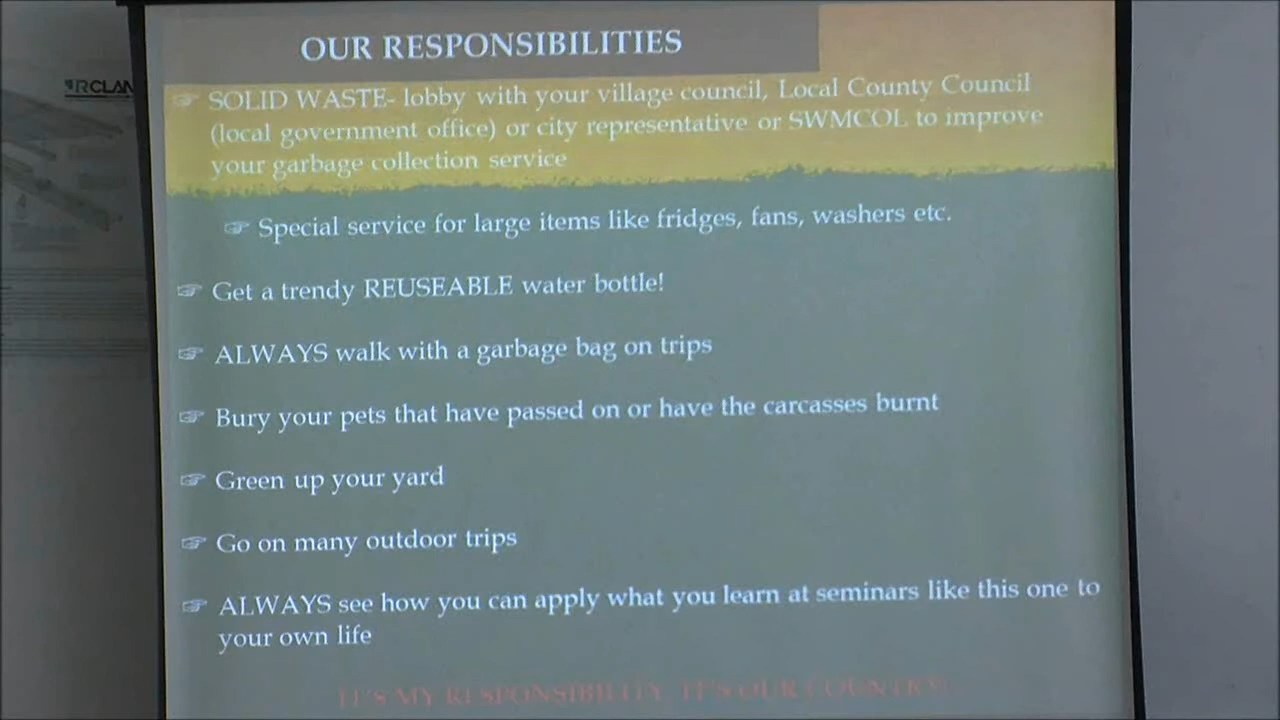 OUR RESPONSIBILITIES
RCLAN
☞ SOLID WASTE- lobby with your village council, Local County Council
(local government office) or city representative or SWMCOL to improve
your garbage collection service
☞ Special service for large items like fridges, fans, washers etc.
☞ Get a trendy REUSEABLE water bottle!
☞ ALWAYS walk with a garbage bag on trips
☞ Bury your pets that have passed on or have the carcasses burnt
☞ Green up your yard
☞ Go on many outdoor trips
☞ ALWAYS see how you can apply what you learn at seminars like this one to
your own life
IT'S MY RESPONSIBILITY, IT'S OUR COUNTRY!